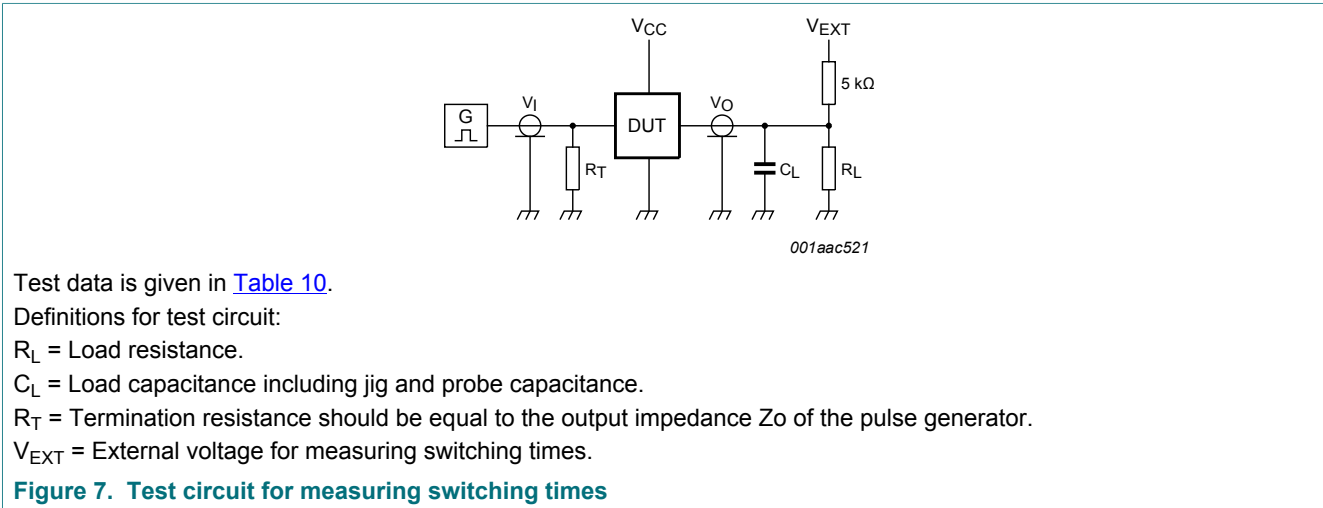 VCC VEXT
5 kΩ
G VI DUT VO
RT CL RL
001aac521
Test data is given in Table 10.
Definitions for test circuit:
RL = Load resistance.
CL = Load capacitance including jig and probe capacitance.
RT = Termination resistance should be equal to the output impedance Zo of the pulse generator.
VEXT = External voltage for measuring switching times.
Figure 7. Test circuit for measuring switching times